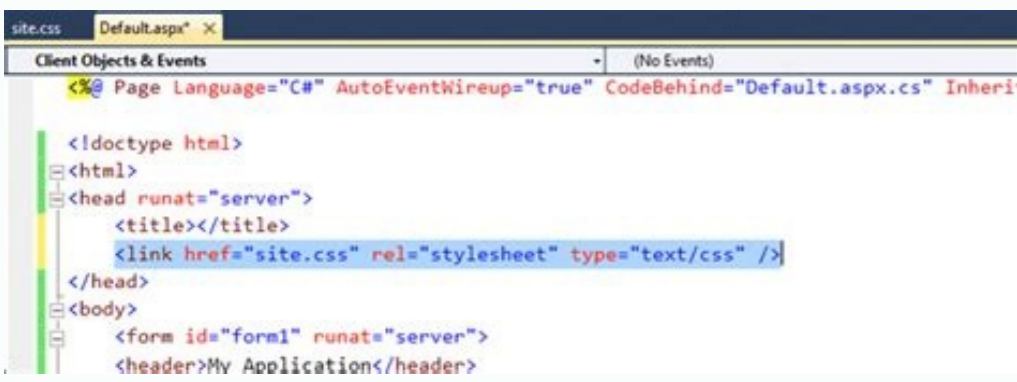 site.css Default.aspx*
Client Objects & Events (No Events)
<%@ Page Language="C#" AutoEventWireup="true" CodeBehind="Default.aspx.cs" Inheri
<!doctype html>
<html>
<head runat="server">
<title></title>
<link href="site.css" rel="stylesheet" type="text/css" />
</head>
<body>
<form id="form1" runat="server">
<header>My Application</header>